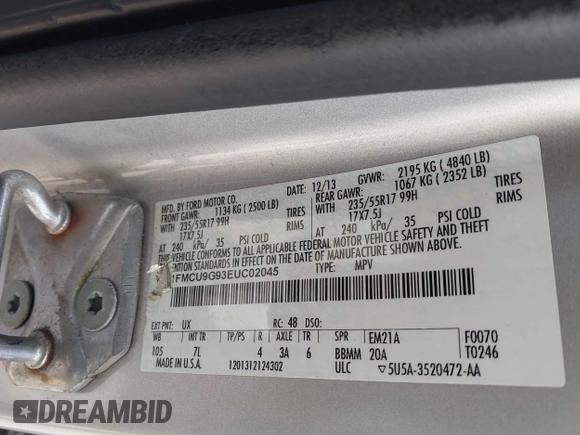 MFD. BY FORD MOTOR CO.
DATE: 12/13 GVWR: 2195 KG ( 4840 LB)
FRONT GAWR: 1134 KG ( 2500 LB)
REAR GAWR: 1067 KG ( 2352 LB)
WITH 235/55R17 99H TIRES
WITH 235/55R17 99H TIRES
17X7.5J RIMS
17X7.5J RIMS
AT 240 kPa/ 35 PSI COLD
AT 240 kPa/ 35 PSI COLD
CONFORMS TO ALL APPLICABLE FEDERAL MOTOR VEHICLE SAFETY AND THEFT
PREVENTION STANDARDS IN EFFECT ON THE DATE OF MANUFACTURE SHOWN ABOVE.
FMCU9G93EUC02045 TYPE: MPV
EXT PNT: UX RC: 48 DSO:
WB INT TR TP/PS R AXLE TR SPR EM21A F0070
105 7L 4 3A 6 BBMM 20A T0246
MADE IN U.S.A. 1201312124302 ULC ▽5U5A-3520472-AA
DREAMBID